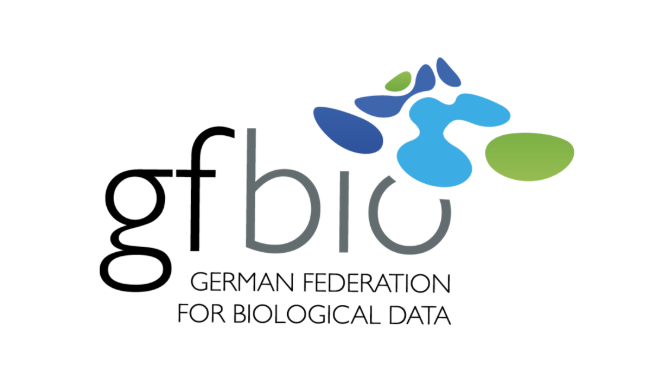 gfbio
GERMAN FEDERATION
FOR BIOLOGICAL DATA